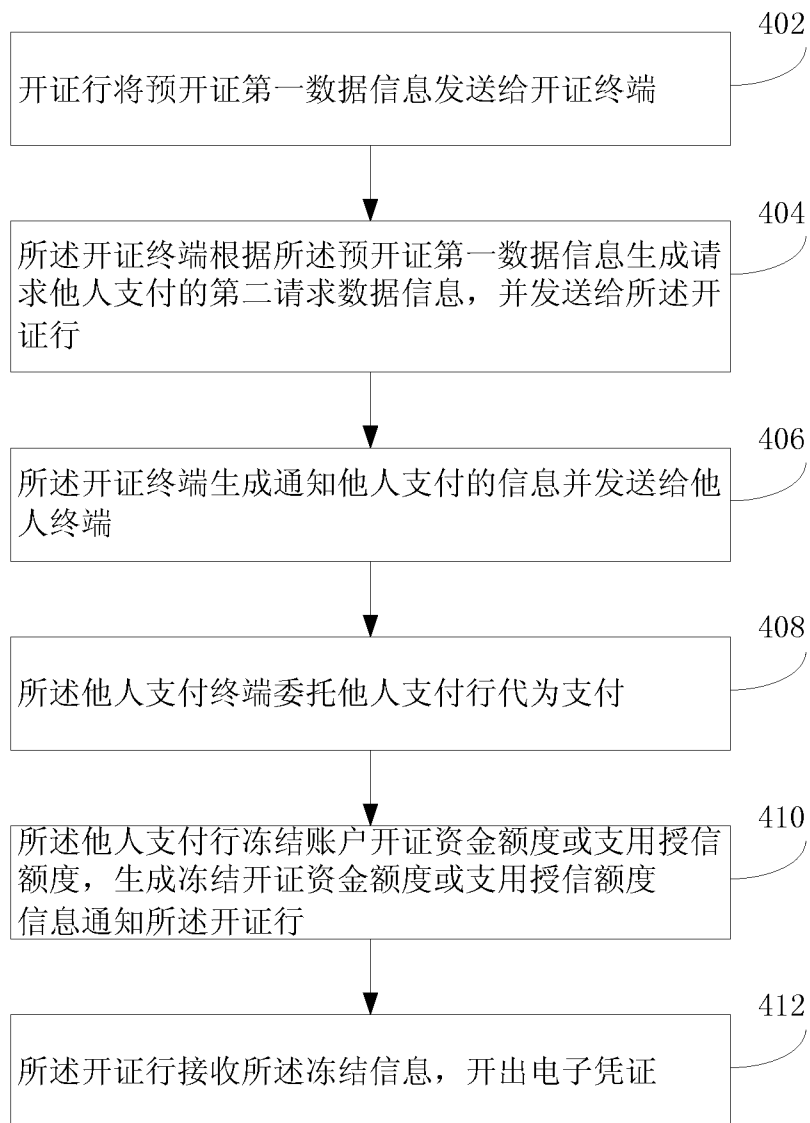 402
开证行将预开证第一数据信息发送给开证终端
404
所述开证终端根据所述预开证第一数据信息生成请
求他人支付的第二请求数据信息，并发送给所述开
证行
406
所述开证终端生成通知他人支付的信息并发送给他
人终端
408
所述他人支付终端委托他人支付行代为支付
410
所述他人支付行冻结账户开证资金额度或支用授信
额度，生成冻结开证资金额度或支用授信额度
信息通知所述开证行
412
所述开证行接收所述冻结信息，开出电子凭证